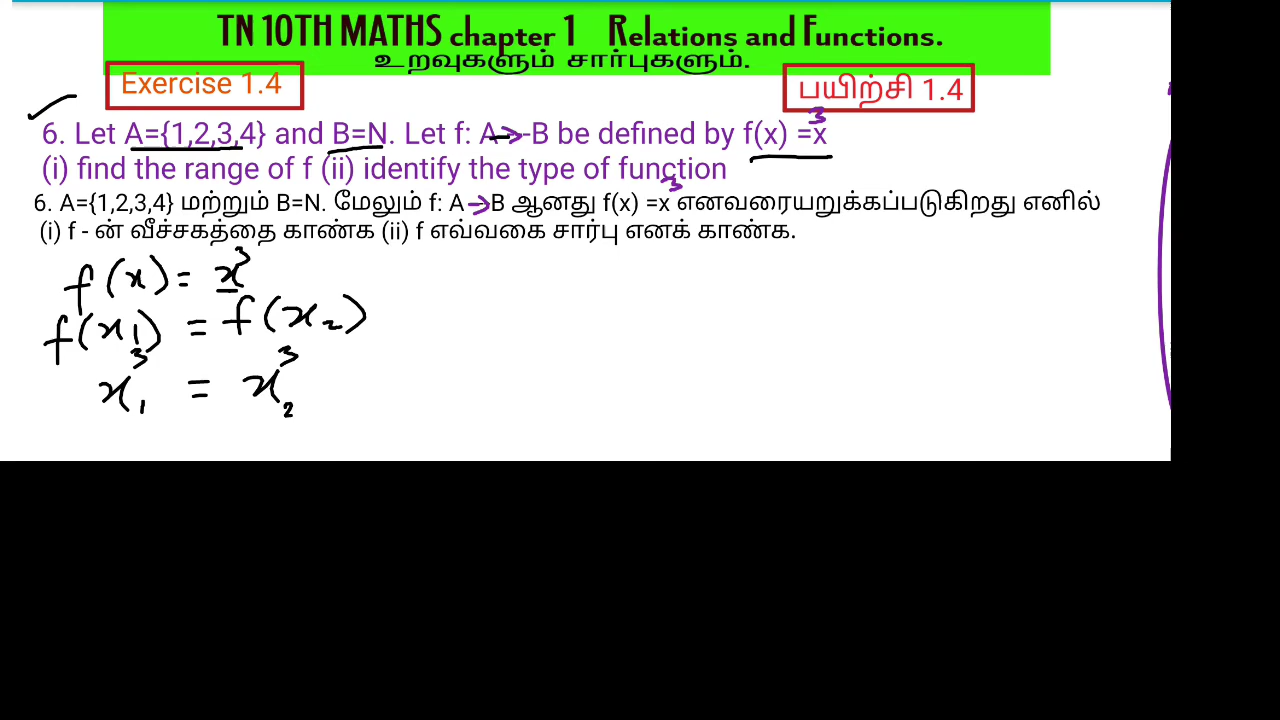 TN 10TH MATHS chapter 1 Relations and Functions.
உறவுகளும் சார்புகளும்.
Exercise 1.4
பயிற்சி 1.4
6. Let A={1,2,3,4} and B=N. Let f: A->-B be defined by f(x) =x³
(i) find the range of f (ii) identify the type of function
6. A={1,2,3,4} மற்றும் B=N. மேலும் f: A->B ஆனது f(x) =x³ எனவரையறுக்கப்படுகிறது எனில்
(i) f - ன் வீச்சகத்தை காண்க (ii) f எவ்வகை சார்பு எனக் காண்க.
f(x) = x³
f(x₁) = f(x₂)
x₁³ = x₂³